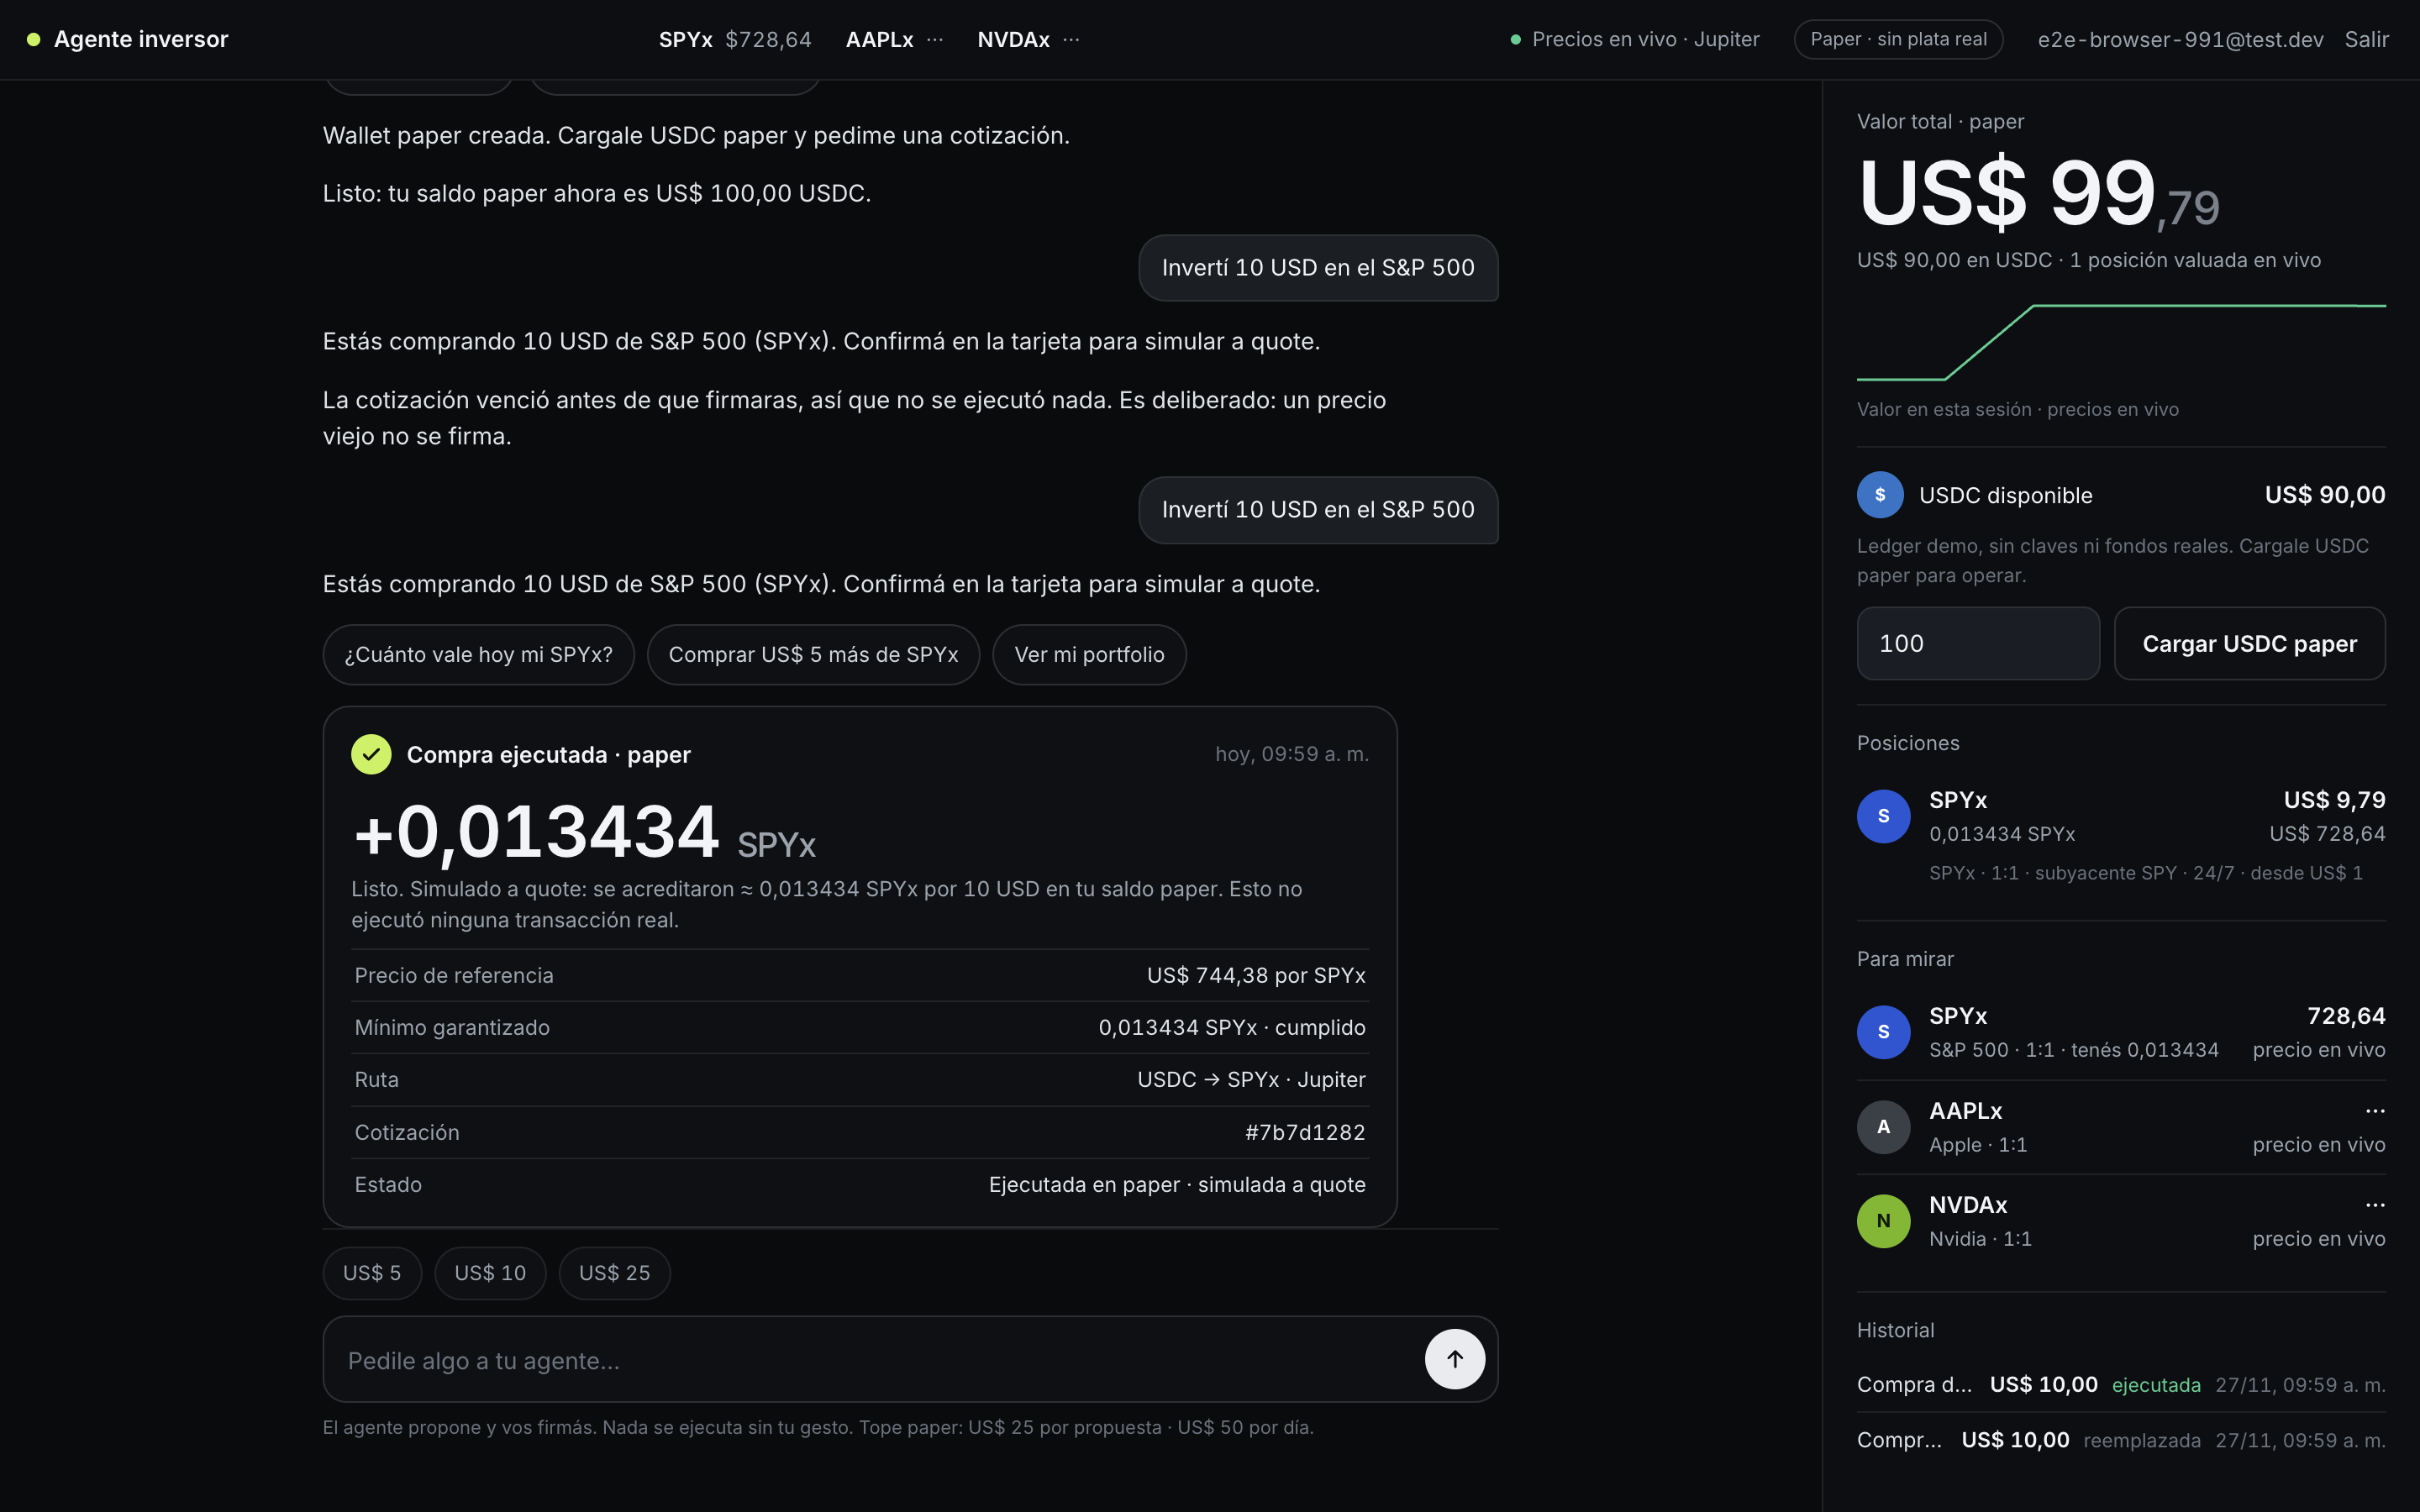 Agente inversor
SPYx $728,64 AAPLx ··· NVDAx ···
Precios en vivo · Jupiter
Paper · sin plata real
e2e-browser-991@test.dev Salir
Wallet paper creada. Cargale USDC paper y pedime una cotización.
Listo: tu saldo paper ahora es US$ 100,00 USDC.
Invertí 10 USD en el S&P 500
Estás comprando 10 USD de S&P 500 (SPYx). Confirmá en la tarjeta para simular a quote.
La cotización venció antes de que firmaras, así que no se ejecutó nada. Es deliberado: un precio
viejo no se firma.
Invertí 10 USD en el S&P 500
Estás comprando 10 USD de S&P 500 (SPYx). Confirmá en la tarjeta para simular a quote.
¿Cuánto vale hoy mi SPYx? Comprar US$ 5 más de SPYx Ver mi portfolio
Compra ejecutada · paper hoy, 09:59 a. m.
+0,013434 SPYx
Listo. Simulado a quote: se acreditaron ≈ 0,013434 SPYx por 10 USD en tu saldo paper. Esto no
ejecutó ninguna transacción real.
Precio de referencia US$ 744,38 por SPYx
Mínimo garantizado 0,013434 SPYx · cumplido
Ruta USDC → SPYx · Jupiter
Cotización #7b7d1282
Estado Ejecutada en paper · simulada a quote
US$ 5 US$ 10 US$ 25
Pedile algo a tu agente...
El agente propone y vos firmás. Nada se ejecuta sin tu gesto. Tope paper: US$ 25 por propuesta · US$ 50 por día.
Valor total · paper
US$ 99,79
US$ 90,00 en USDC · 1 posición valuada en vivo
Valor en esta sesión · precios en vivo
$ USDC disponible US$ 90,00
Ledger demo, sin claves ni fondos reales. Cargale USDC
paper para operar.
100 Cargar USDC paper
Posiciones
S SPYx US$ 9,79
0,013434 SPYx US$ 728,64
SPYx · 1:1 · subyacente SPY · 24/7 · desde US$ 1
Para mirar
S SPYx 728,64
S&P 500 · 1:1 · tenés 0,013434 precio en vivo
A AAPLx ···
Apple · 1:1 precio en vivo
N NVDAx ···
Nvidia · 1:1 precio en vivo
Historial
Compra d... US$ 10,00 ejecutada 27/11, 09:59 a. m.
Compr... US$ 10,00 reemplazada 27/11, 09:59 a. m.